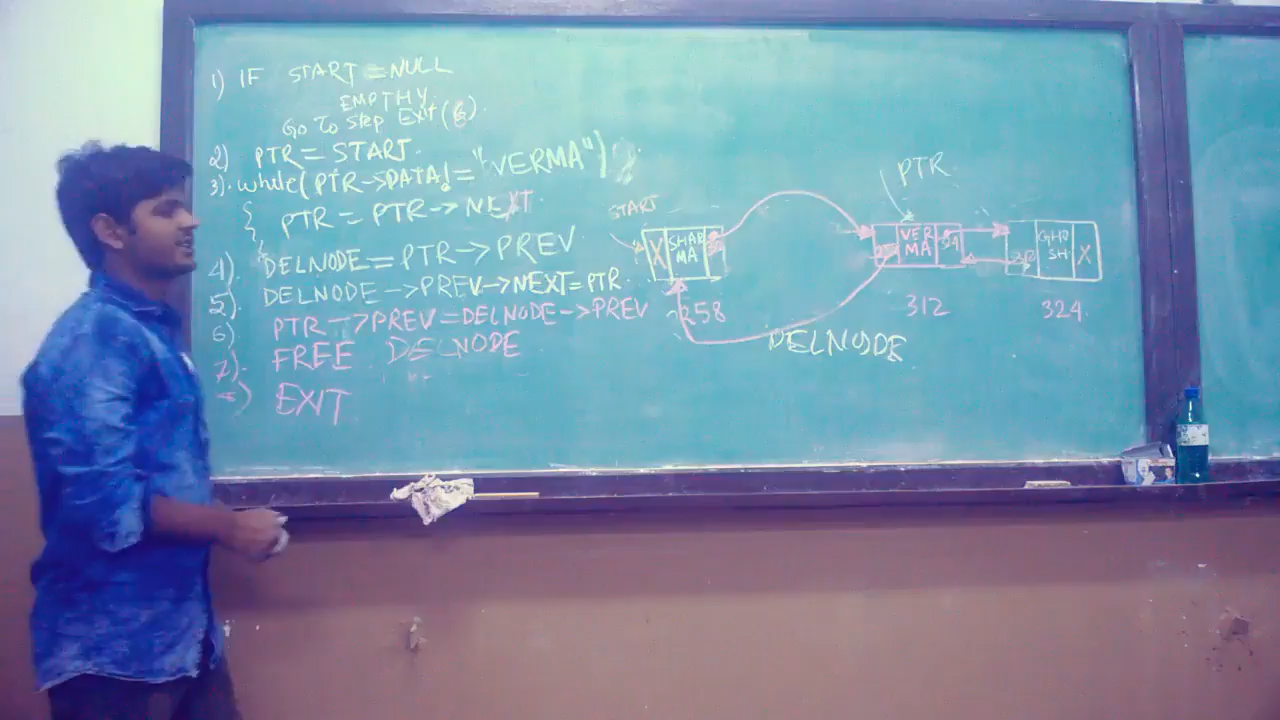 1) IF START = NULL
EMPTHY.
Go To Step Exit (6).
2) PTR = START.
3). while( PTR->DATA! = "VERMA")
{ PTR = PTR -> NEXT
}
4). DELNODE = PTR -> PREV
5). DELNODE -> PREV -> NEXT = PTR.
6) PTR -> PREV = DELNODE -> PREV
7). FREE DELNODE
EXIT
START
PTR
X SHAR
MA
VER
MA
GHO
SH X
258
312
324
DELNODE